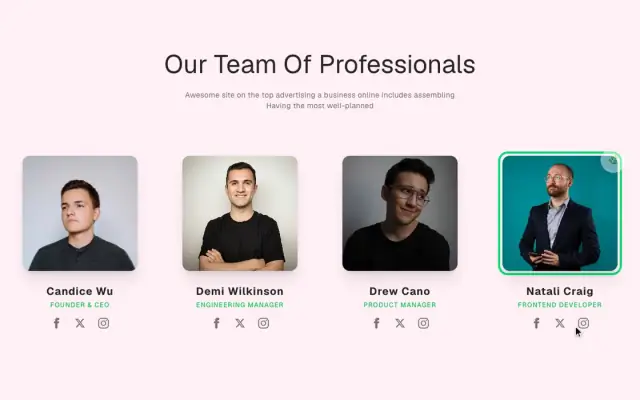 Our Team Of Professionals
Awesome site on the top advertising a business online includes assembling
Having the most well-planned
Candice Wu
FOUNDER & CEO
Demi Wilkinson
ENGINEERING MANAGER
Drew Cano
PRODUCT MANAGER
Natali Craig
FRONTEND DEVELOPER